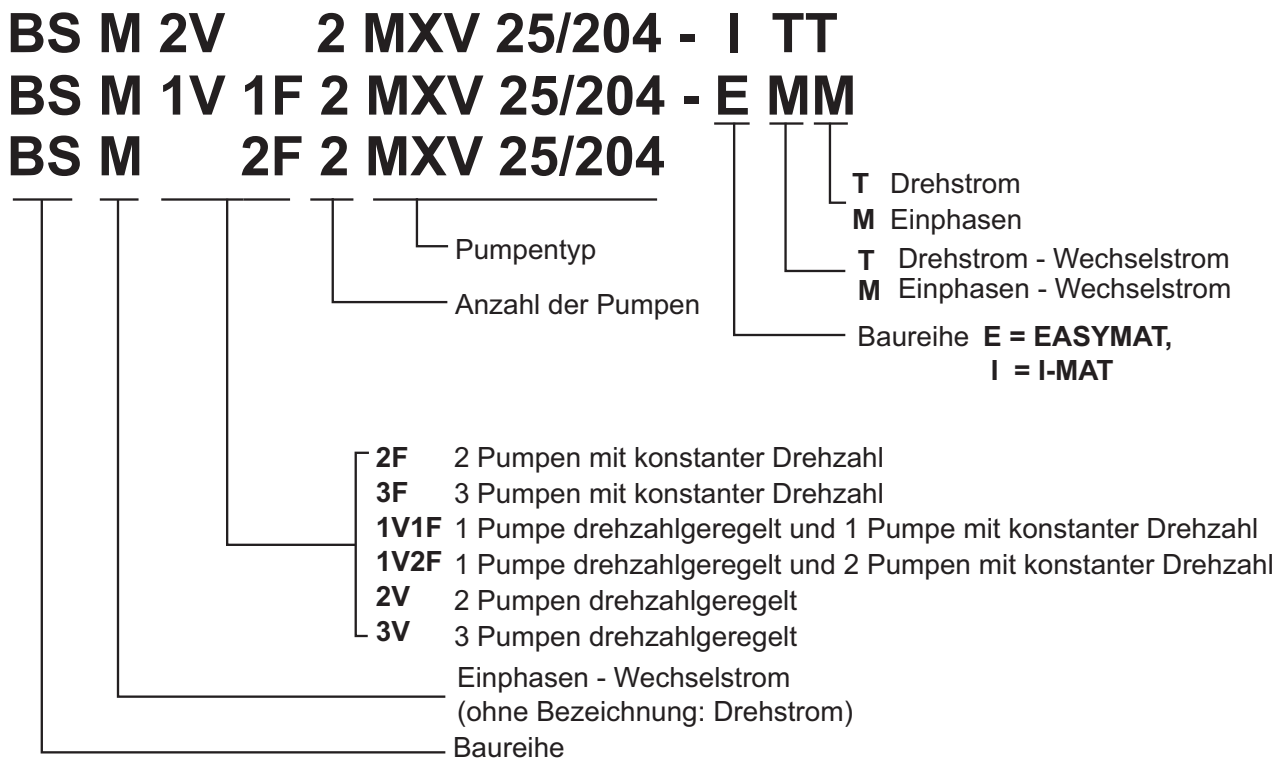 BS M 2V 2 MXV 25/204 - I TT
BS M 1V 1F 2 MXV 25/204 - E MM
BS M 2F 2 MXV 25/204
T Drehstrom
M Einphasen
Pumpentyp
T Drehstrom - Wechselstrom
M Einphasen - Wechselstrom
Anzahl der Pumpen
Baureihe E = EASYMAT,
I = I-MAT
2F 2 Pumpen mit konstanter Drehzahl
3F 3 Pumpen mit konstanter Drehzahl
1V1F 1 Pumpe drehzahlgeregelt und 1 Pumpe mit konstanter Drehzahl
1V2F 1 Pumpe drehzahlgeregelt und 2 Pumpen mit konstanter Drehzahl
2V 2 Pumpen drehzahlgeregelt
3V 3 Pumpen drehzahlgeregelt
Einphasen - Wechselstrom
(ohne Bezeichnung: Drehstrom)
Baureihe